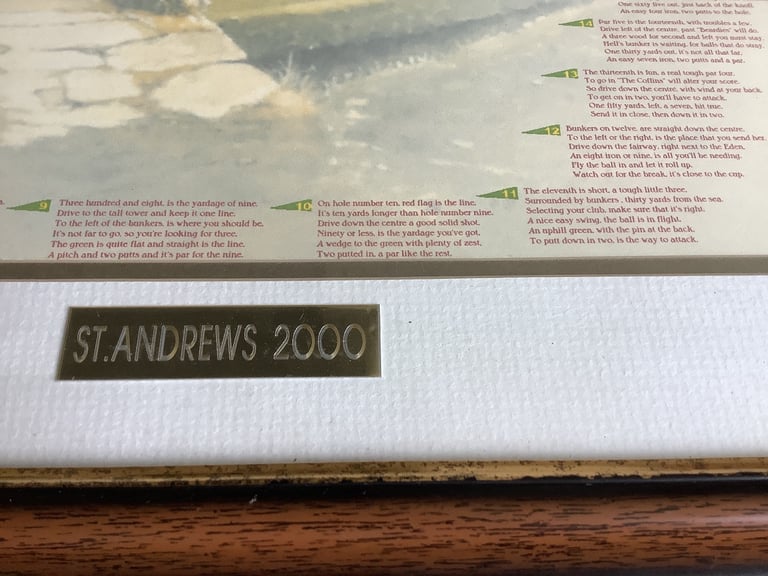 One sixty five out, just back of the knoll.
An easy four iron, two putts to the hole.
14 Par five is the fourteenth, with troubles a few.
Drive left of the centre, past "Beardies" will do.
A three wood for second and left you must stay.
Hell's bunker is waiting, for balls that do stray.
One thirty yards out, it's not all that far,
An easy seven iron, two putts and a par.
13 The thirteenth is fun, a real tough par four.
To go in "The Coffins" will alter your score.
So drive down the centre, with wind at your back.
To get on in two, you'll have to attack.
One fifty yards, left, a seven, hit true.
Send it in close, then down it in two.
12 Bunkers on twelve, are straight down the centre.
To the left or the right, is the place that you send her.
Drive down the fairway, right next to the Eden.
An eight iron or nine, is all you'll be needing.
Fly the ball in and let it roll up.
Watch out for the break, it's close to the cup.
11 The eleventh is short, a tough little three.
Surrounded by bunkers , thirty yards from the sea.
Selecting your club, make sure that it's right.
A nice easy swing, the ball is in flight.
An uphill green, with the pin at the back.
To putt down in two, is the way to attack.
10 On hole number ten, red flag is the line.
It's ten yards longer than hole number nine.
Drive down the centre a good solid shot.
Ninety or less, is the yardage you've got.
A wedge to the green with plenty of zest.
Two putted in, a par like the rest.
9 Three hundred and eight, is the yardage of nine.
Drive to the tall tower and keep it one line.
To the left of the bunkers, is where you should be.
It's not far to go, so you're looking for three.
The green is quite flat and straight is the line.
A pitch and two putts and it's par for the nine.
ST.ANDREWS 2000